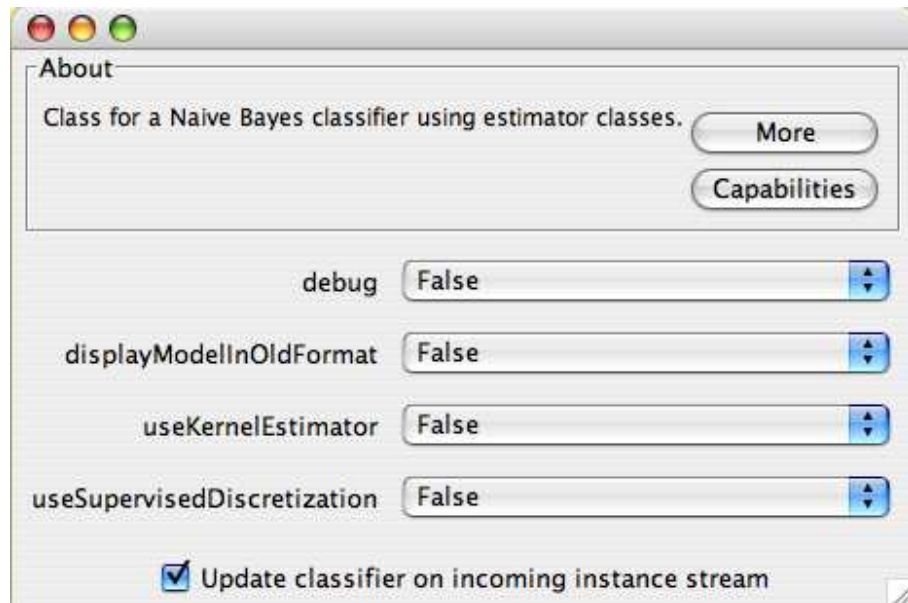 About
Class for a Naive Bayes classifier using estimator classes.
More
Capabilities
debug False
displayModelInOldFormat False
useKernelEstimator False
useSupervisedDiscretization False
Update classifier on incoming instance stream